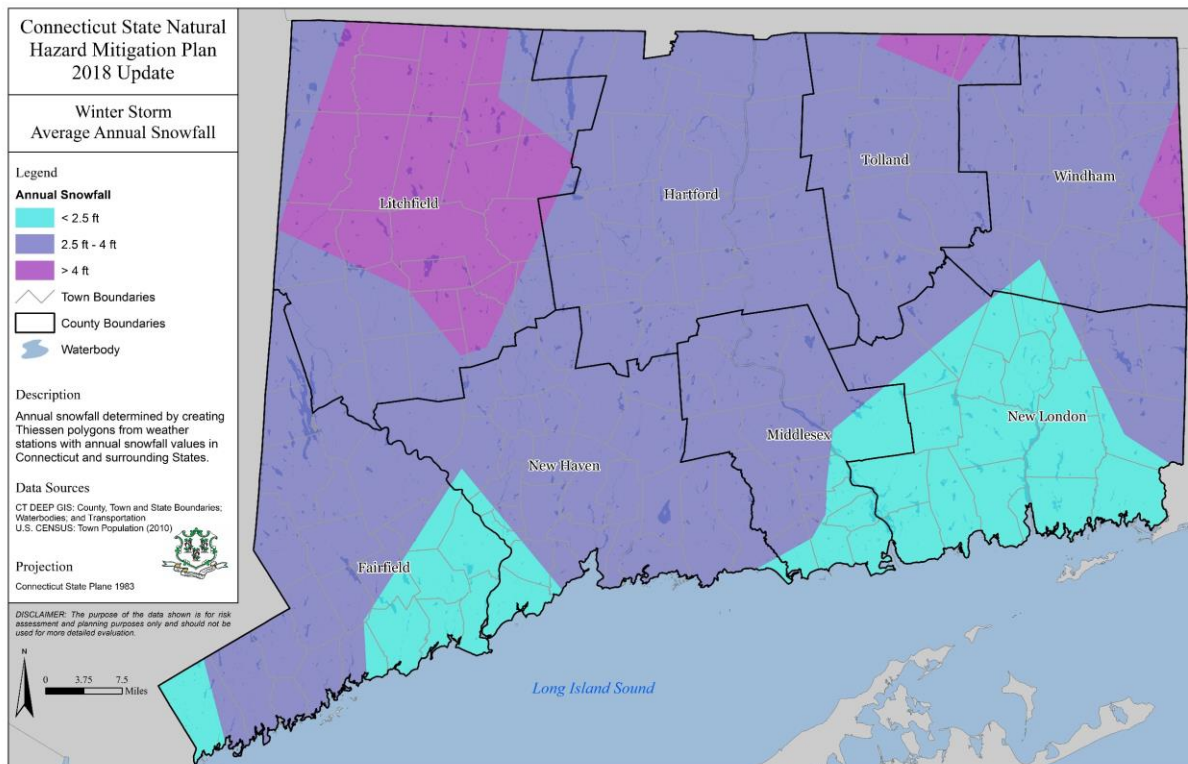 Connecticut State Natural
Hazard Mitigation Plan
2018 Update
Winter Storm
Average Annual Snowfall
Legend
Annual Snowfall
< 2.5 ft
2.5 ft - 4 ft
> 4 ft
Town Boundaries
County Boundaries
Waterbody
Description
Annual snowfall determined by creating
Thiessen polygons from weather
stations with annual snowfall values in
Connecticut and surrounding States.
Data Sources
CT DEEP GIS: County, Town and State Boundaries;
Waterbodies; and Transportation
U.S. CENSUS: Town Population (2010)
Projection
Connecticut State Plane 1983
DISCLAIMER: The purpose of the data shown is for risk
assessment and planning purposes only and should not be
used for more detailed evaluation.
N
0 3.75 7.5
Miles
Litchfield
Hartford
Tolland
Windham
New London
Middlesex
New Haven
Fairfield
Long Island Sound